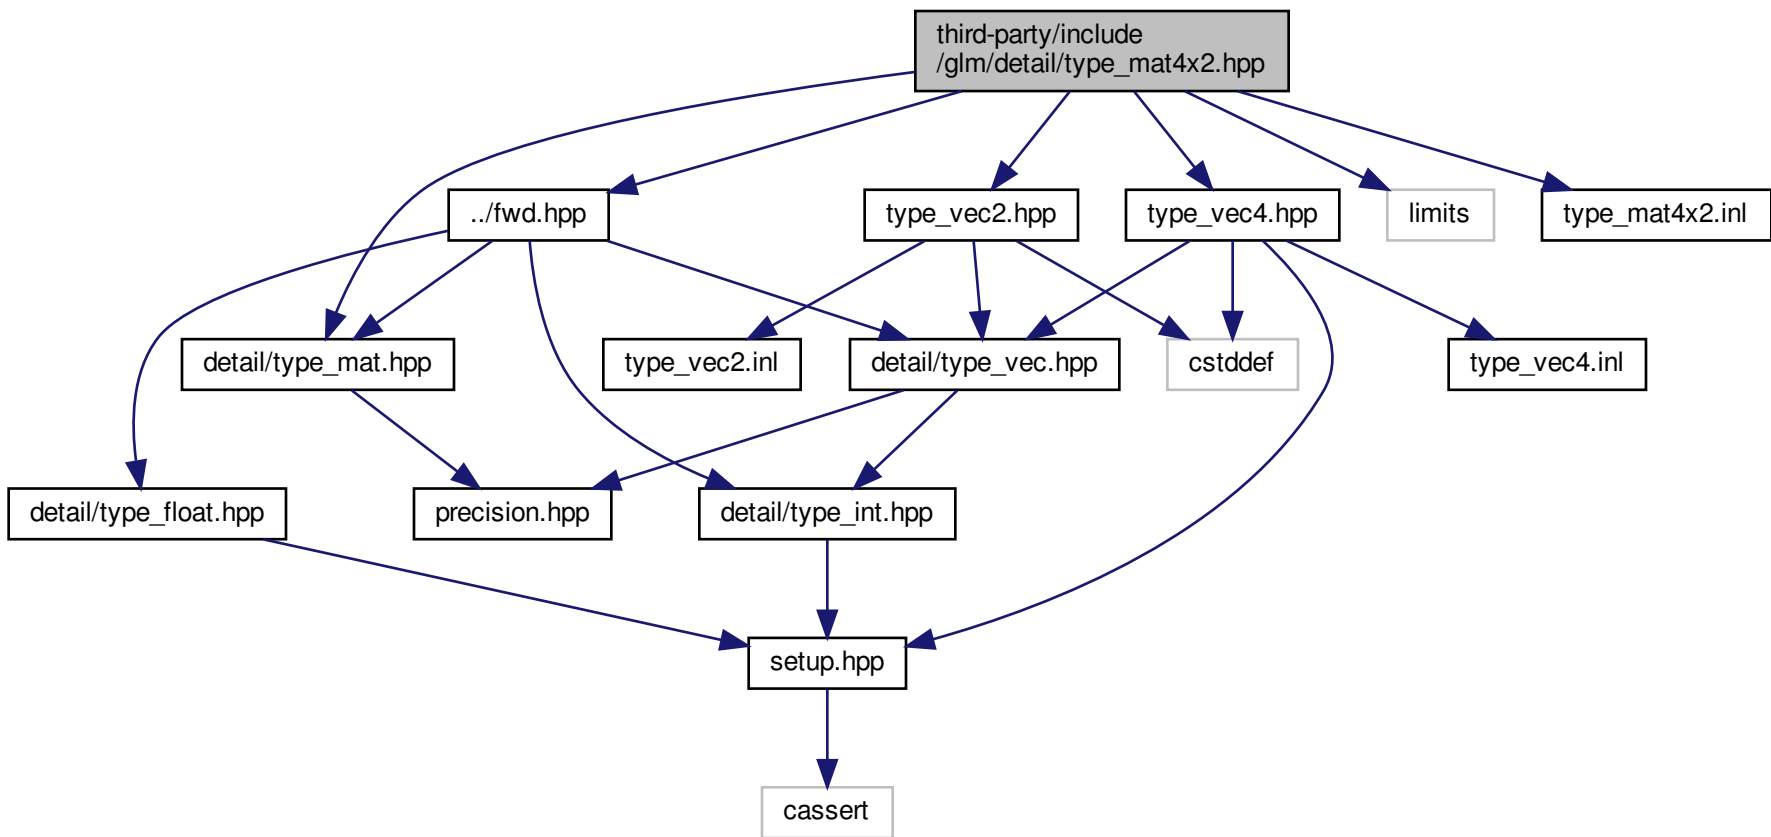 third-party/include
/glm/detail/type_mat4x2.hpp
../fwd.hpp
type_vec2.hpp
type_vec4.hpp
limits
type_mat4x2.inl
detail/type_mat.hpp
type_vec2.inl
detail/type_vec.hpp
cstddef
type_vec4.inl
detail/type_float.hpp
precision.hpp
detail/type_int.hpp
setup.hpp
cassert